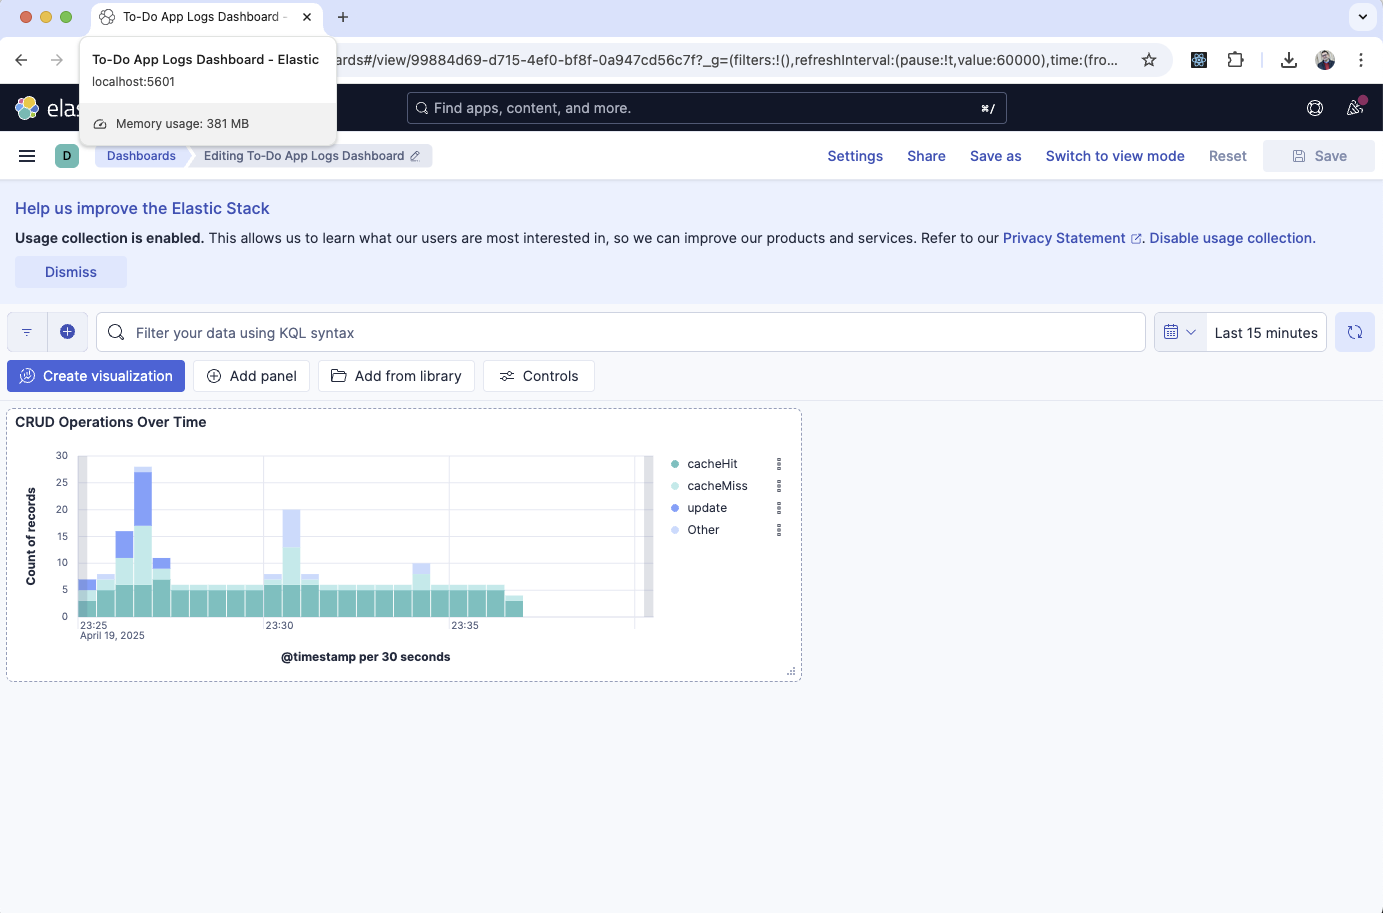 To-Do App Logs Dashboard -
To-Do App Logs Dashboard - Elastic
localhost:5601
Memory usage: 381 MB
ards#/view/99884d69-d715-4ef0-bf8f-0a947cd56c7f?_g=(filters:!(),refreshInterval:(pause:!t,value:60000),time:(fro...
elas
Find apps, content, and more.
⌘/
D
Dashboards
Editing To-Do App Logs Dashboard
Settings
Share
Save as
Switch to view mode
Reset
Save
Help us improve the Elastic Stack
Usage collection is enabled. This allows us to learn what our users are most interested in, so we can improve our products and services. Refer to our Privacy Statement. Disable usage collection.
Dismiss
Filter your data using KQL syntax
Last 15 minutes
Create visualization
Add panel
Add from library
Controls
CRUD Operations Over Time
30
25
20
15
10
5
0
Count of records
23:25
April 19, 2025
23:30
23:35
@timestamp per 30 seconds
cacheHit
cacheMiss
update
Other